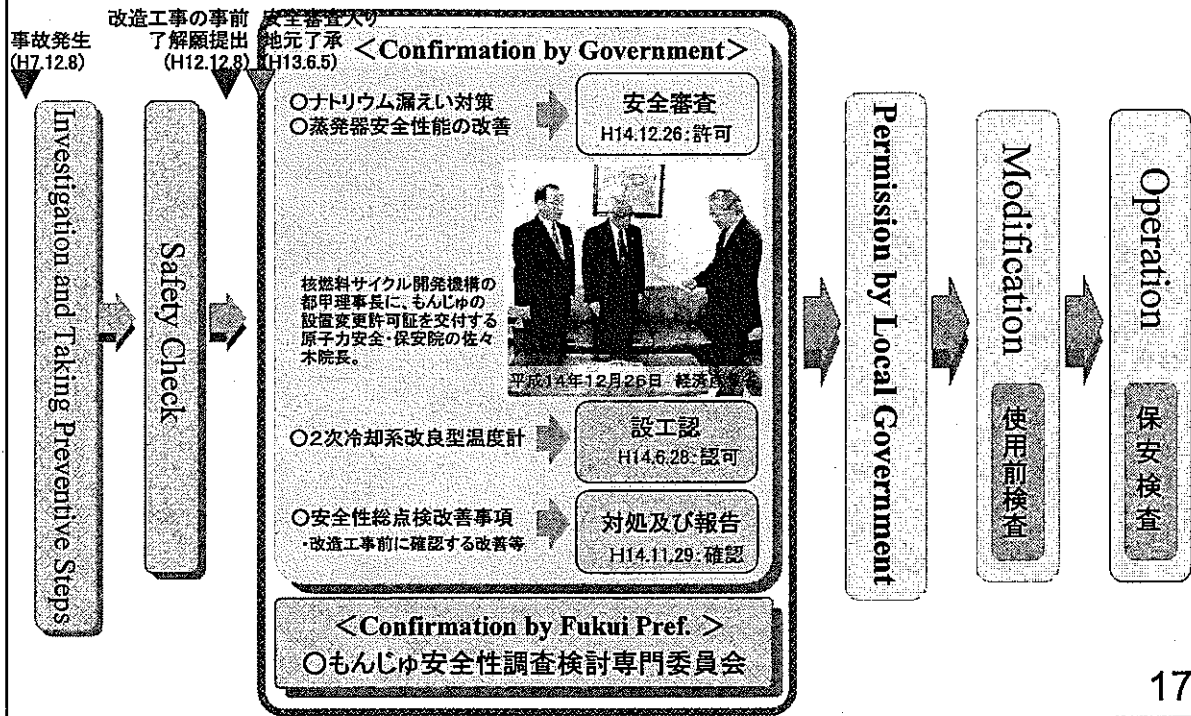 事故発生
(H7.12.8)
改造工事の事前
了解願提出
(H12.12.8)
安全審査入り
地元了承
(H13.6.5)
Investigation and Taking Preventive Steps
Safety Check
＜Confirmation by Government＞
○ナトリウム漏えい対策
○蒸発器安全性能の改善
安全審査
H14.12.26:許可
核燃料サイクル開発機構の
都甲理事長に、もんじゅの
設置変更許可証を交付する
原子力安全・保安院の佐々
木院長。
平成14年12月26日 経済産業省
○2次冷却系改良型温度計
設工認
H14.6.28:認可
○安全性総点検改善事項
・改造工事前に確認する改善等
対処及び報告
H14.11.29:確認
＜Confirmation by Fukui Pref. ＞
○もんじゅ安全性調査検討専門委員会
Permission by Local Government
Modification
使用前検査
Operation
保安検査
17